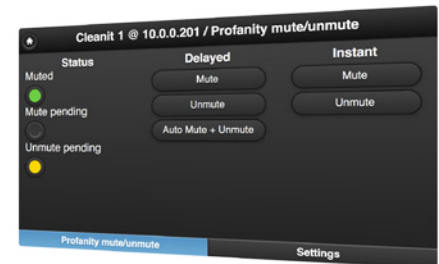 Cleanit 1 @ 10.0.0.201 / Profanity mute/unmute
Status
Muted
Mute pending
Unmute pending
Delayed
Mute
Unmute
Auto Mute + Unmute
Instant
Mute
Unmute
Profanity mute/unmute
Settings